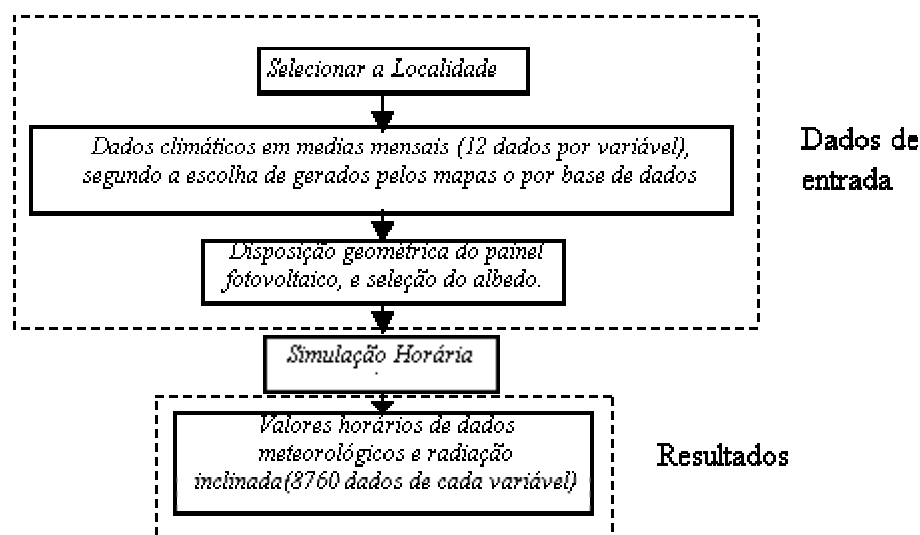 Selecionar a Localidade
Dados climáticos em medias mensais (12 dados por variável),
segundo a escolha de gerados pelos mapas o por base de dados
Dados de
entrada
Disposição geométrica do painel
fotovoltaico, e seleção do albedo.
Simulação Horária
Valores horários de dados
meteorológicos e radiação
inclinada(8760 dados de cada variável)
Resultados